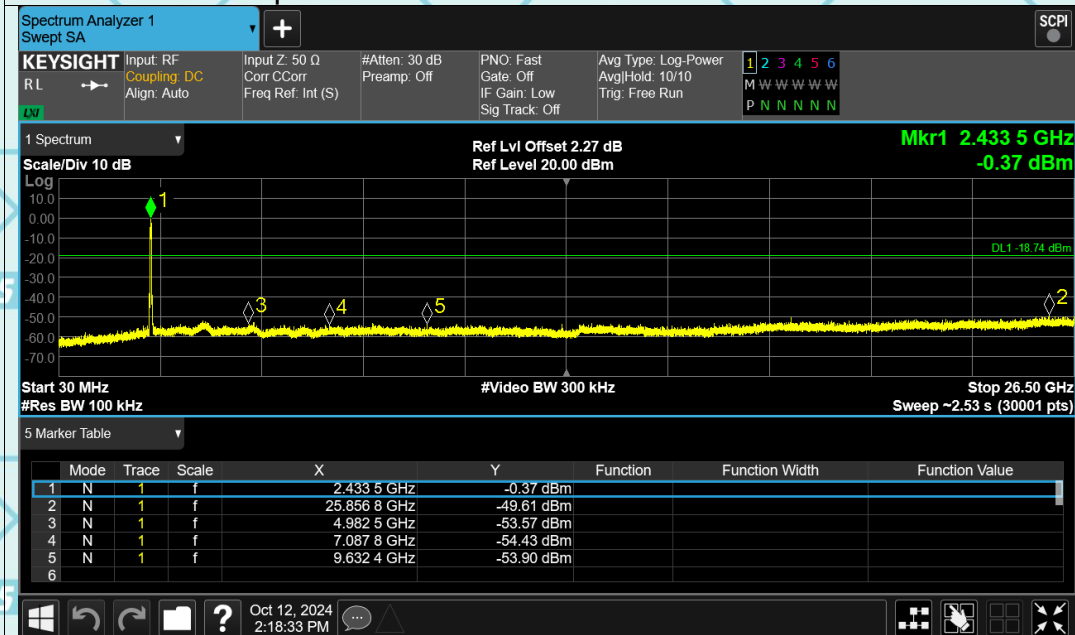 Spectrum Analyzer 1
Swept SA
+
SCPI
KEYSIGHT
RL
LXI
Input: RF
Coupling: DC
Align: Auto
Input Z: 50 Ω
Corr CCorr
Freq Ref: Int (S)
#Atten: 30 dB
Preamp: Off
PNO: Fast
Gate: Off
IF Gain: Low
Sig Track: Off
Avg Type: Log-Power
Avg|Hold: 10/10
Trig: Free Run
1 2 3 4 5 6
M W W W W W
P N N N N N
1 Spectrum
Scale/Div 10 dB
Ref Lvl Offset 2.27 dB
Ref Level 20.00 dBm
Mkr1 2.433 5 GHz
-0.37 dBm
Log
10.0
0.00
-10.0
-20.0
-30.0
-40.0
-50.0
-60.0
-70.0
1
DL1 -18.74 dBm
3
4
5
2
Start 30 MHz
#Video BW 300 kHz
Stop 26.50 GHz
#Res BW 100 kHz
Sweep ~2.53 s (30001 pts)
5 Marker Table
Mode Trace Scale X Y Function Function Width Function Value
1 N 1 f 2.433 5 GHz -0.37 dBm
2 N 1 f 25.856 8 GHz -49.61 dBm
3 N 1 f 4.982 5 GHz -53.57 dBm
4 N 1 f 7.087 8 GHz -54.43 dBm
5 N 1 f 9.632 4 GHz -53.90 dBm
6
?
Oct 12, 2024
2:18:33 PM